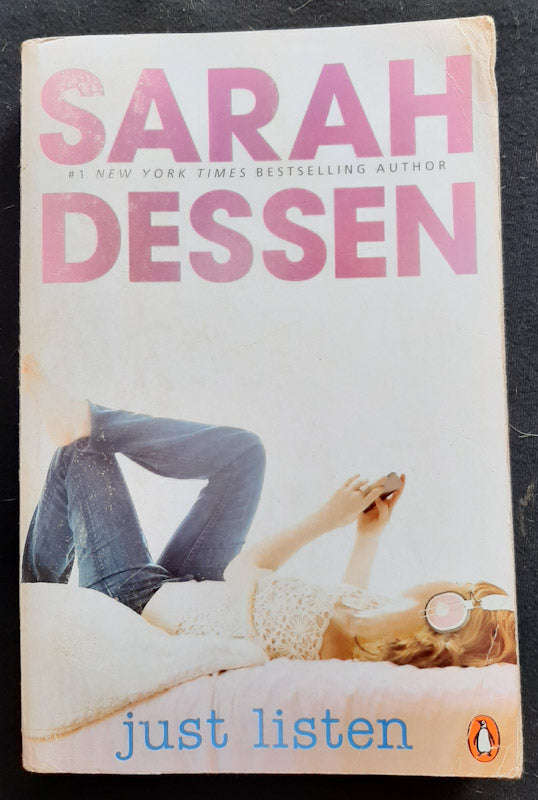 SARAH
#1 NEW YORK TIMES BESTSELLING AUTHOR
DESSEN
just listen